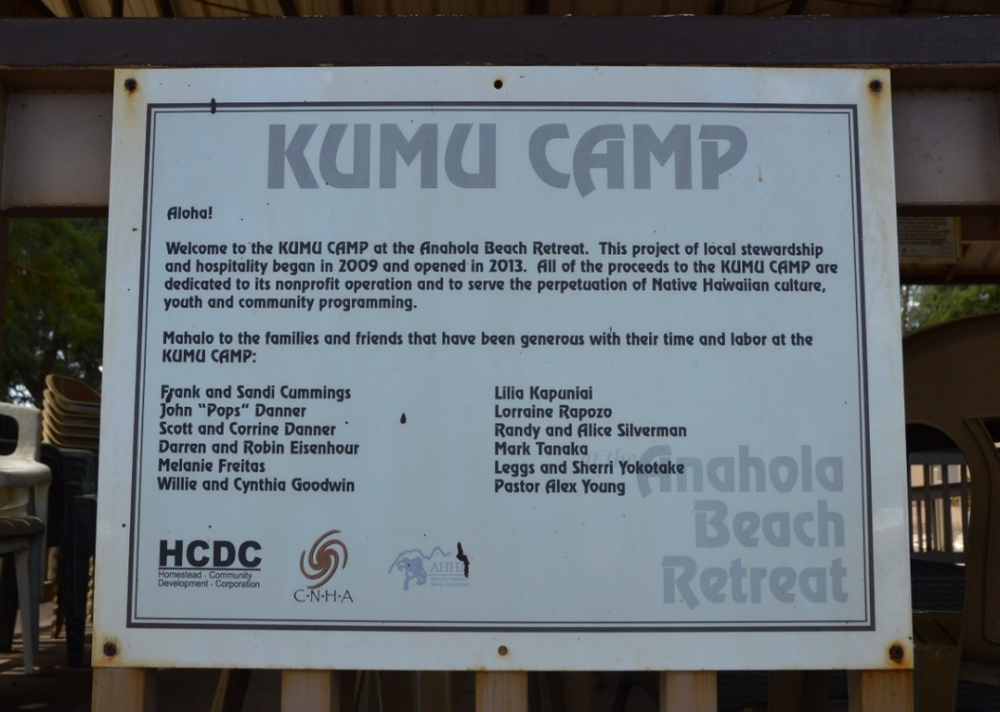 KUMU CAMP
Aloha!
Welcome to the KUMU CAMP at the Anahola Beach Retreat. This project of local stewardship
and hospitality began in 2009 and opened in 2013. All of the proceeds to the KUMU CAMP are
dedicated to its nonprofit operation and to serve the perpetuation of Native Hawaiian culture,
youth and community programming.
Mahalo to the families and friends that have been generous with their time and labor at the
KUMU CAMP:
Frank and Sandi Cummings
John "Pops" Danner
Scott and Corrine Danner
Darren and Robin Eisenhour
Melanie Freitas
Willie and Cynthia Goodwin
Lilia Kapuniai
Lorraine Rapozo
Randy and Alice Silverman
Mark Tanaka
Leggs and Sherri Yokotake
Pastor Alex Young
at the
Anahola
Beach
Retreat
HCDC
Homestead · Community
Development · Corporation
C·N·H·A
AHHA